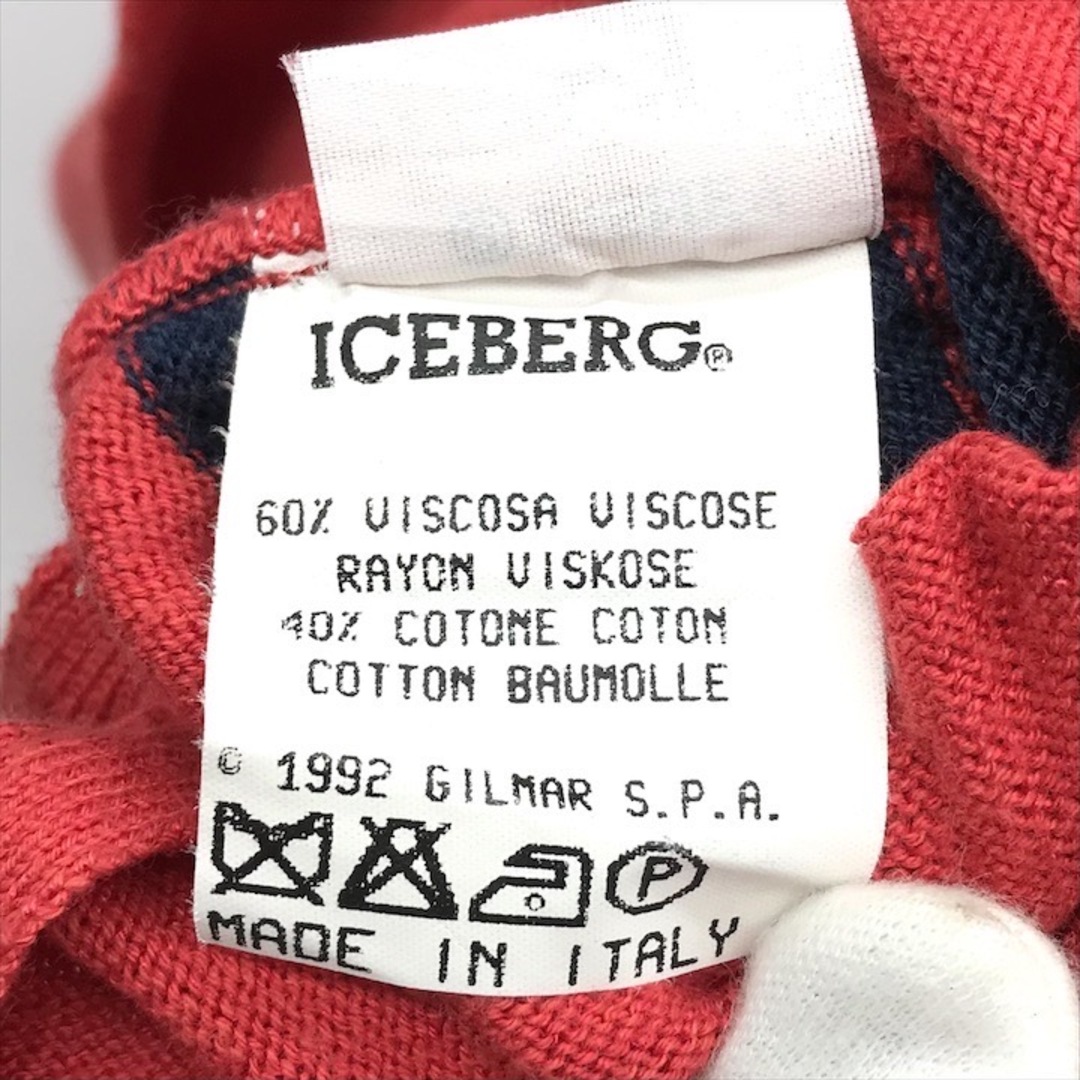 ICEBERG®
60% VISCOSA VISCOSE
RAYON VISKOSE
40% COTONE COTON
COTTON BAUMOLLE
© 1992 GILMAR S.P.A.
P
MADE IN ITALY